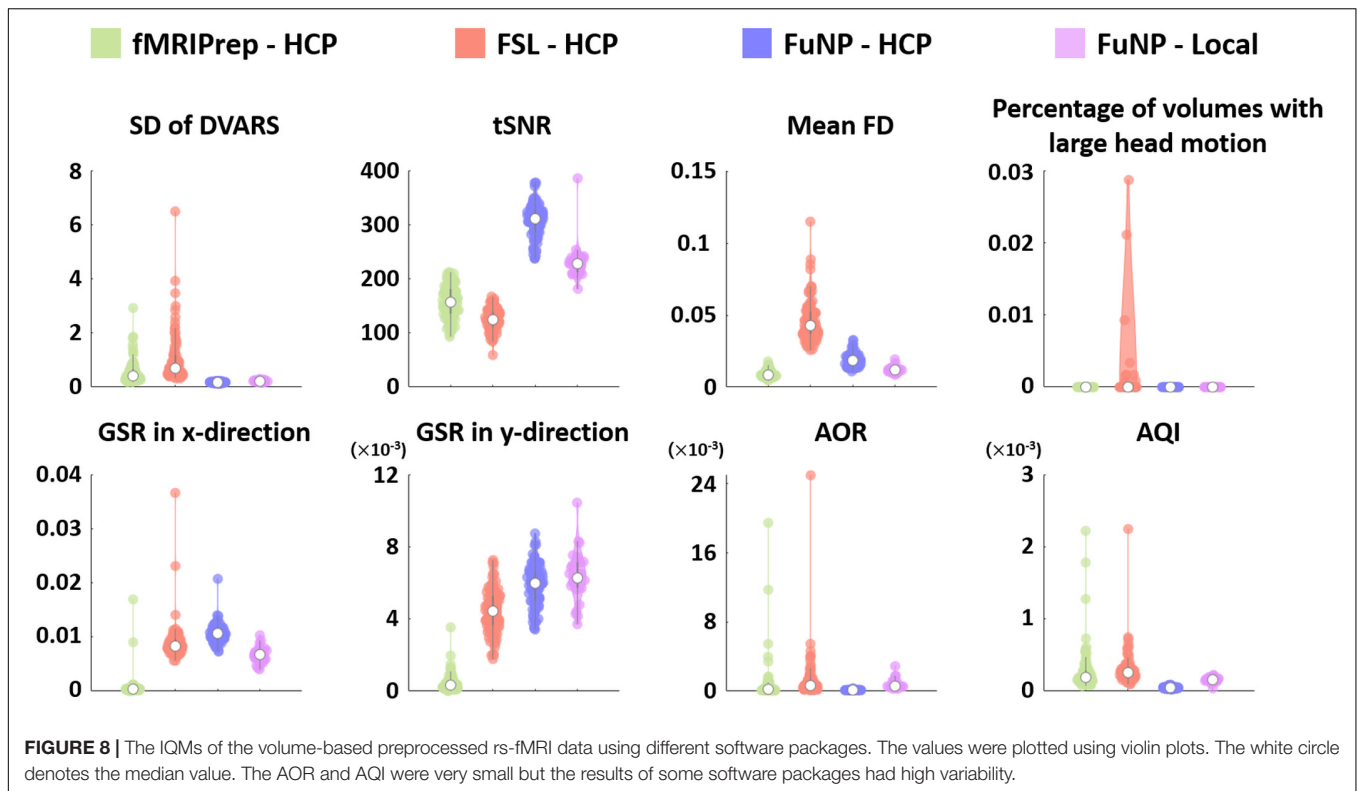 fMRIPrep - HCP
FSL - HCP
FuNP - HCP
FuNP - Local
SD of DVARS
8
6
4
2
0
tSNR
400
300
200
100
0
Mean FD
0.15
0.1
0.05
0
Percentage of volumes with
large head motion
0.03
0.02
0.01
0
GSR in x-direction
0.04
0.03
0.02
0.01
0
GSR in y-direction
(×10⁻³)
12
8
4
0
AOR
(×10⁻³)
24
16
8
0
AQI
(×10⁻³)
3
2
1
0
FIGURE 8 | The IQMs of the volume-based preprocessed rs-fMRI data using different software packages. The values were plotted using violin plots. The white circle
denotes the median value. The AOR and AQI were very small but the results of some software packages had high variability.